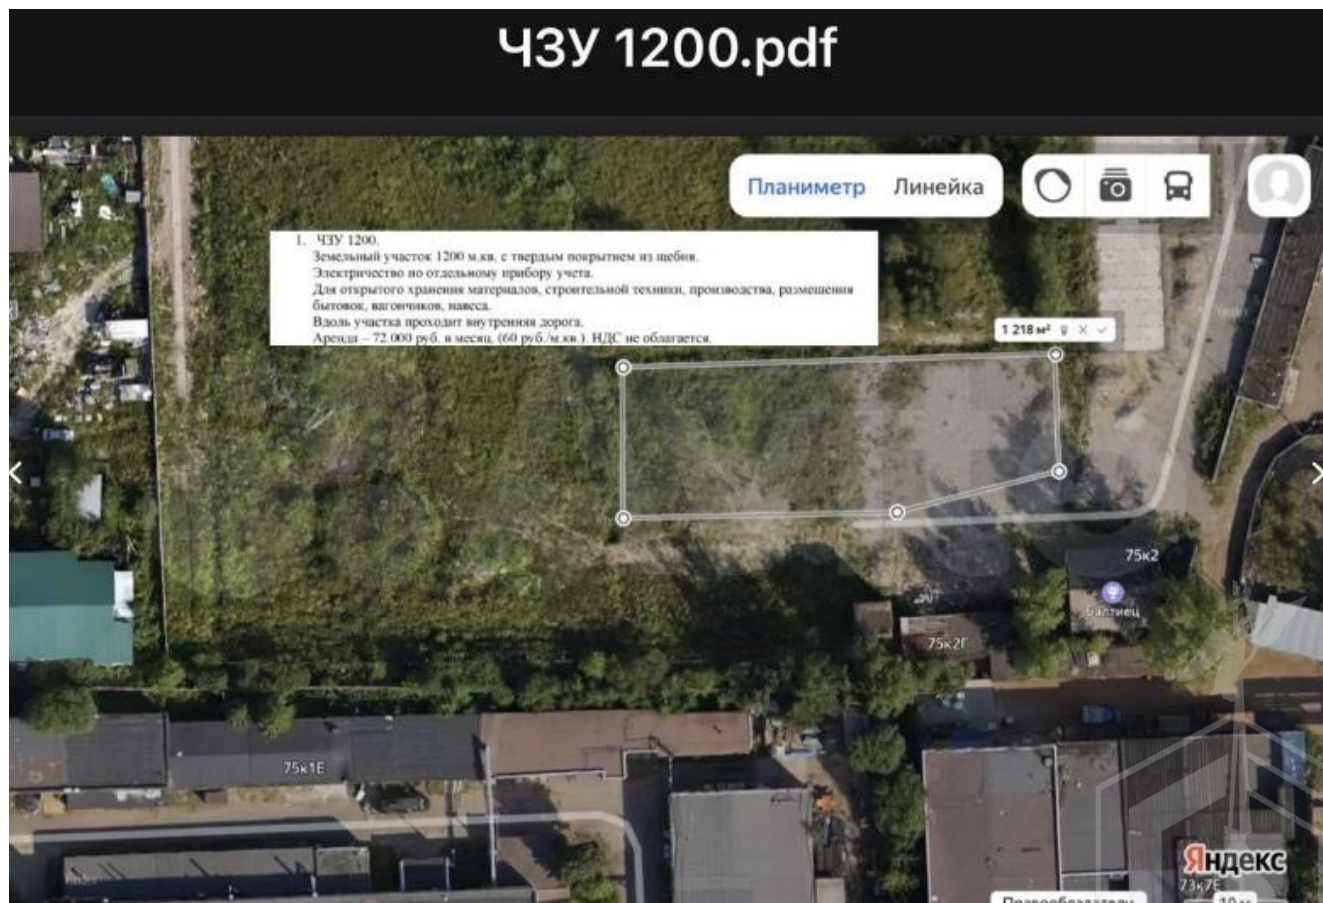 ЧЗУ 1200.pdf
Планиметр Линейка
1. ЧЗУ 1200.
Земельный участок 1200 м.кв. с твердым покрытием из щебня.
Электричество по отдельному прибору учета.
Для открытого хранения материалов, строительной техники, производства, размещения
бытовок, вагончиков, навеса.
Вдоль участка проходит внутренняя дорога.
Аренда – 72.000 руб. в месяц. (60 руб./м.кв.). НДС не облагается.
1 218 м²
75к2
Балтиец
75к2Г
75к1Е
Яндекс
73к7Е
Правообладатели
10 м